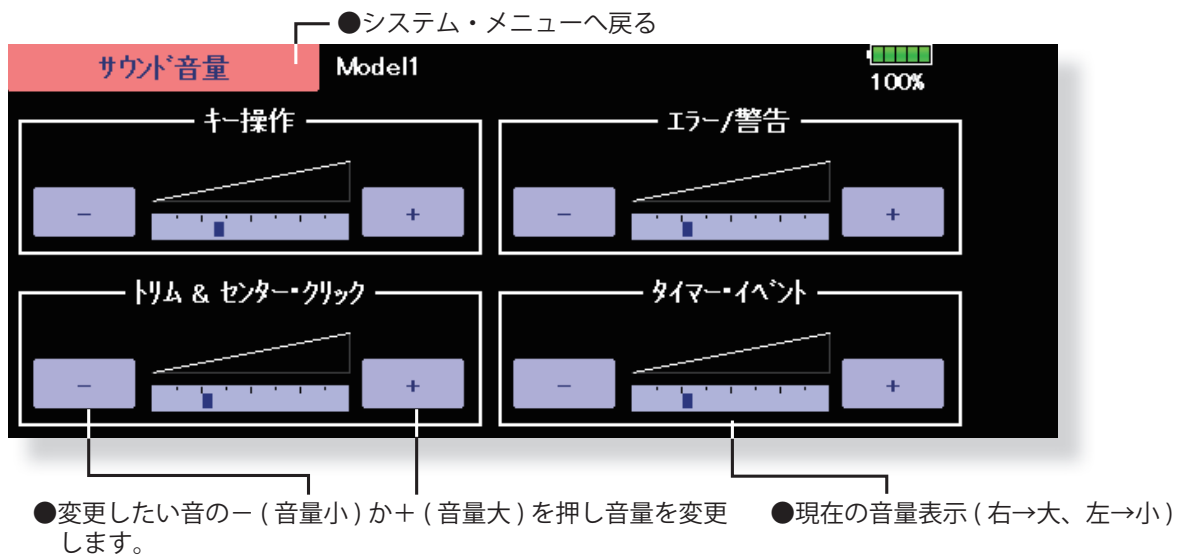 ●システム・メニューへ戻る
ｻｳﾝﾄﾞ音量 Model1 100%
キー操作 ｴﾗｰ/警告
－ + － +
ﾄﾘﾑ & ｾﾝﾀｰ･ｸﾘｯｸ ﾀｲﾏｰ･ｲﾍﾞﾝﾄ
－ + － +
●変更したい音の－ ( 音量小 ) か＋ ( 音量大 ) を押し音量を変更
します。
●現在の音量表示 ( 右→大、左→小 )